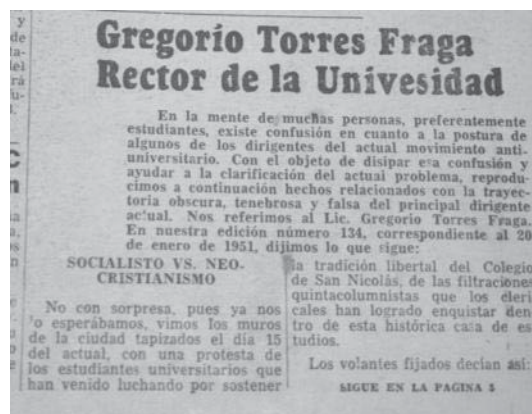 Gregorio Torres Fraga
Rector de la Univesidad
En la mente de muchas personas, preferentemente
estudiantes, existe confusión en cuanto a la postura de
algunos de los dirigentes del actual movimiento anti-
universitario. Con el objeto de disipar esa confusión y
ayudar a la clarificación del actual problema, reprodu-
cimos a continuación hechos relacionados con la trayec-
toria obscura, tenebrosa y falsa del principal dirigente
actual. Nos referimos al Lic. Gregorio Torres Fraga.
En nuestra edición número 134, correspondiente al 20
de enero de 1951, dijimos lo que sigue:
SOCIALISTO VS. NEO-
CRISTIANISMO
No con sorpresa, pues ya nos
lo esperábamos, vimos los muros
de la ciudad tapizados el día 15
del actual, con una protesta de
los estudiantes universitarios que
han venido luchando por sostener
la tradición libertal del Colegio
de San Nicolás, de las filtraciones
quintacolumnistas que los cleri
cales han logrado enquistar den
tro de esta histórica casa de es
tudios.
Los volantes fijados decían así:
SIGUE EN LA PAGINA 5